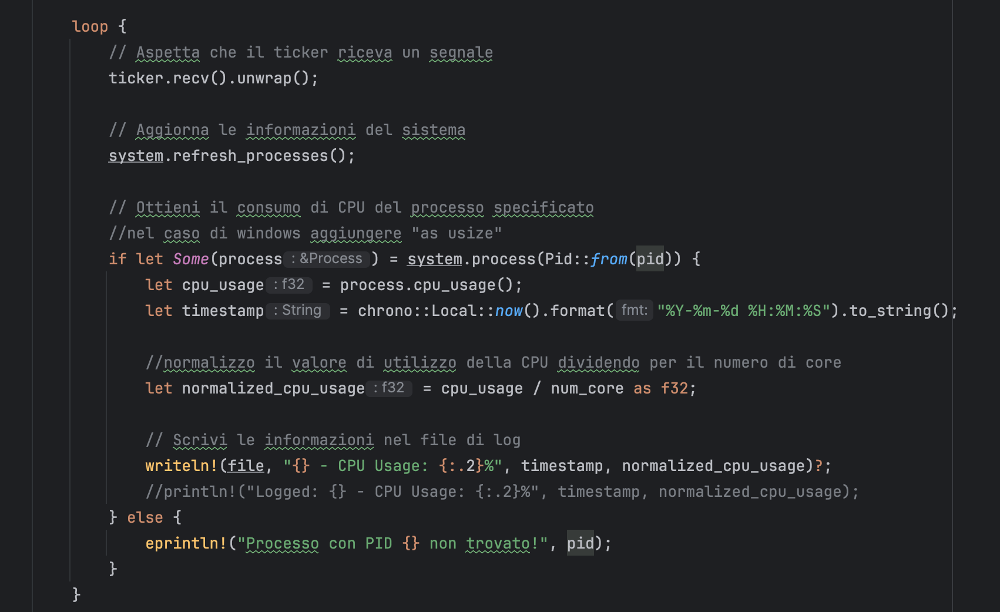 loop {
// Aspetta che il ticker riceva un segnale
ticker.recv().unwrap();
// Aggiorna le informazioni del sistema
system.refresh_processes();
// Ottieni il consumo di CPU del processo specificato
//nel caso di windows aggiungere "as usize"
if let Some(process : &Process ) = system.process(Pid::from(pid)) {
let cpu_usage : f32 = process.cpu_usage();
let timestamp : String = chrono::Local::now().format( fmt: "%Y-%m-%d %H:%M:%S").to_string();
//normalizzo il valore di utilizzo della CPU dividendo per il numero di core
let normalized_cpu_usage : f32 = cpu_usage / num_core as f32;
// Scrivi le informazioni nel file di log
writeln!(file, "{} - CPU Usage: {:.2}%", timestamp, normalized_cpu_usage)?;
//println!("Logged: {} - CPU Usage: {:.2}%", timestamp, normalized_cpu_usage);
} else {
eprintln!("Processo con PID {} non trovato!", pid);
}
}